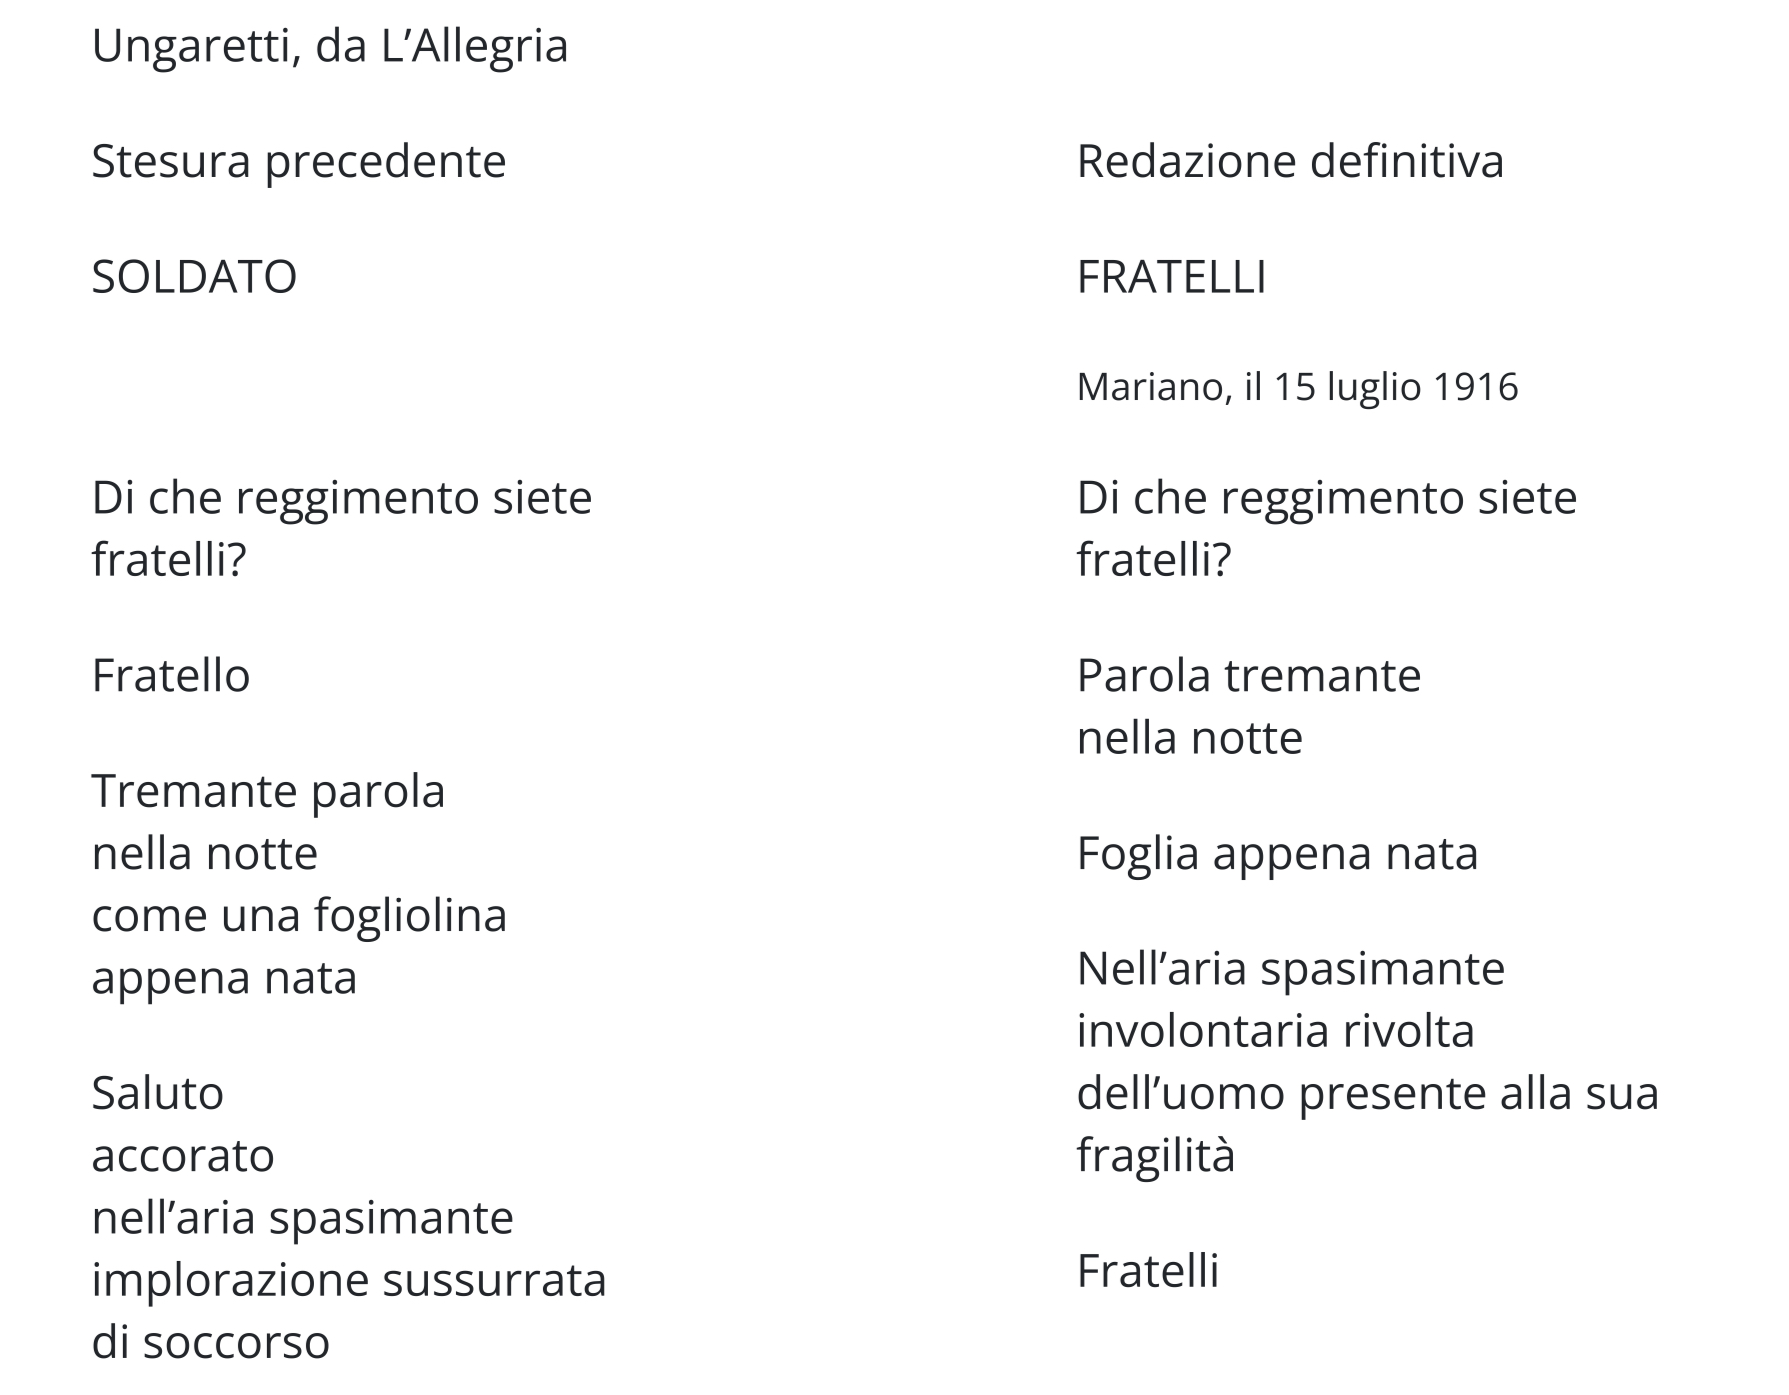 Ungaretti, da L’Allegria
Stesura precedente
SOLDATO
Di che reggimento siete
fratelli?
Fratello
Tremante parola
nella notte
come una fogliolina
appena nata
Saluto
accorato
nell’aria spasimante
implorazione sussurrata
di soccorso
Redazione definitiva
FRATELLI
Mariano, il 15 luglio 1916
Di che reggimento siete
fratelli?
Parola tremante
nella notte
Foglia appena nata
Nell’aria spasimante
involontaria rivolta
dell’uomo presente alla sua
fragilità
Fratelli